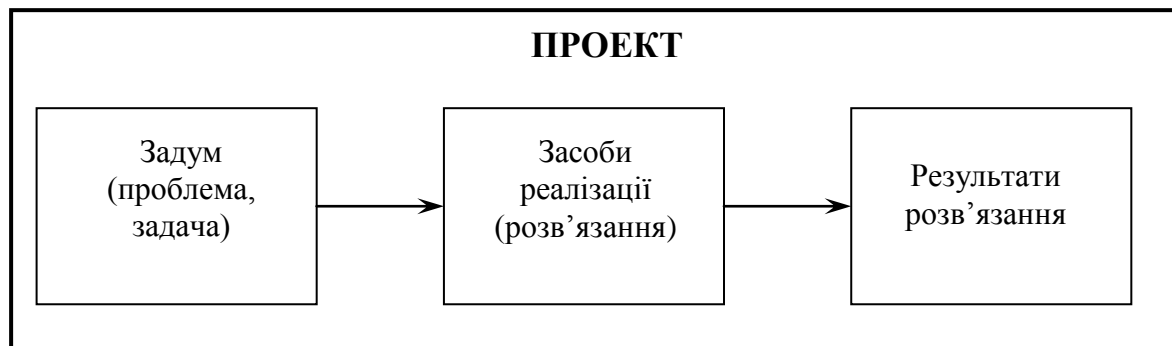 ПРОЕКТ
Задум
(проблема,
задача)
Засоби
реалізації
(розв’язання)
Результати
розв’язання